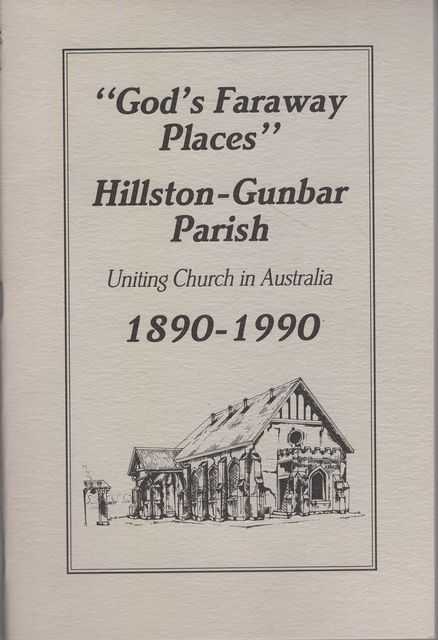 "God's Faraway
Places"
Hillston-Gunbar
Parish
Uniting Church in Australia
1890-1990